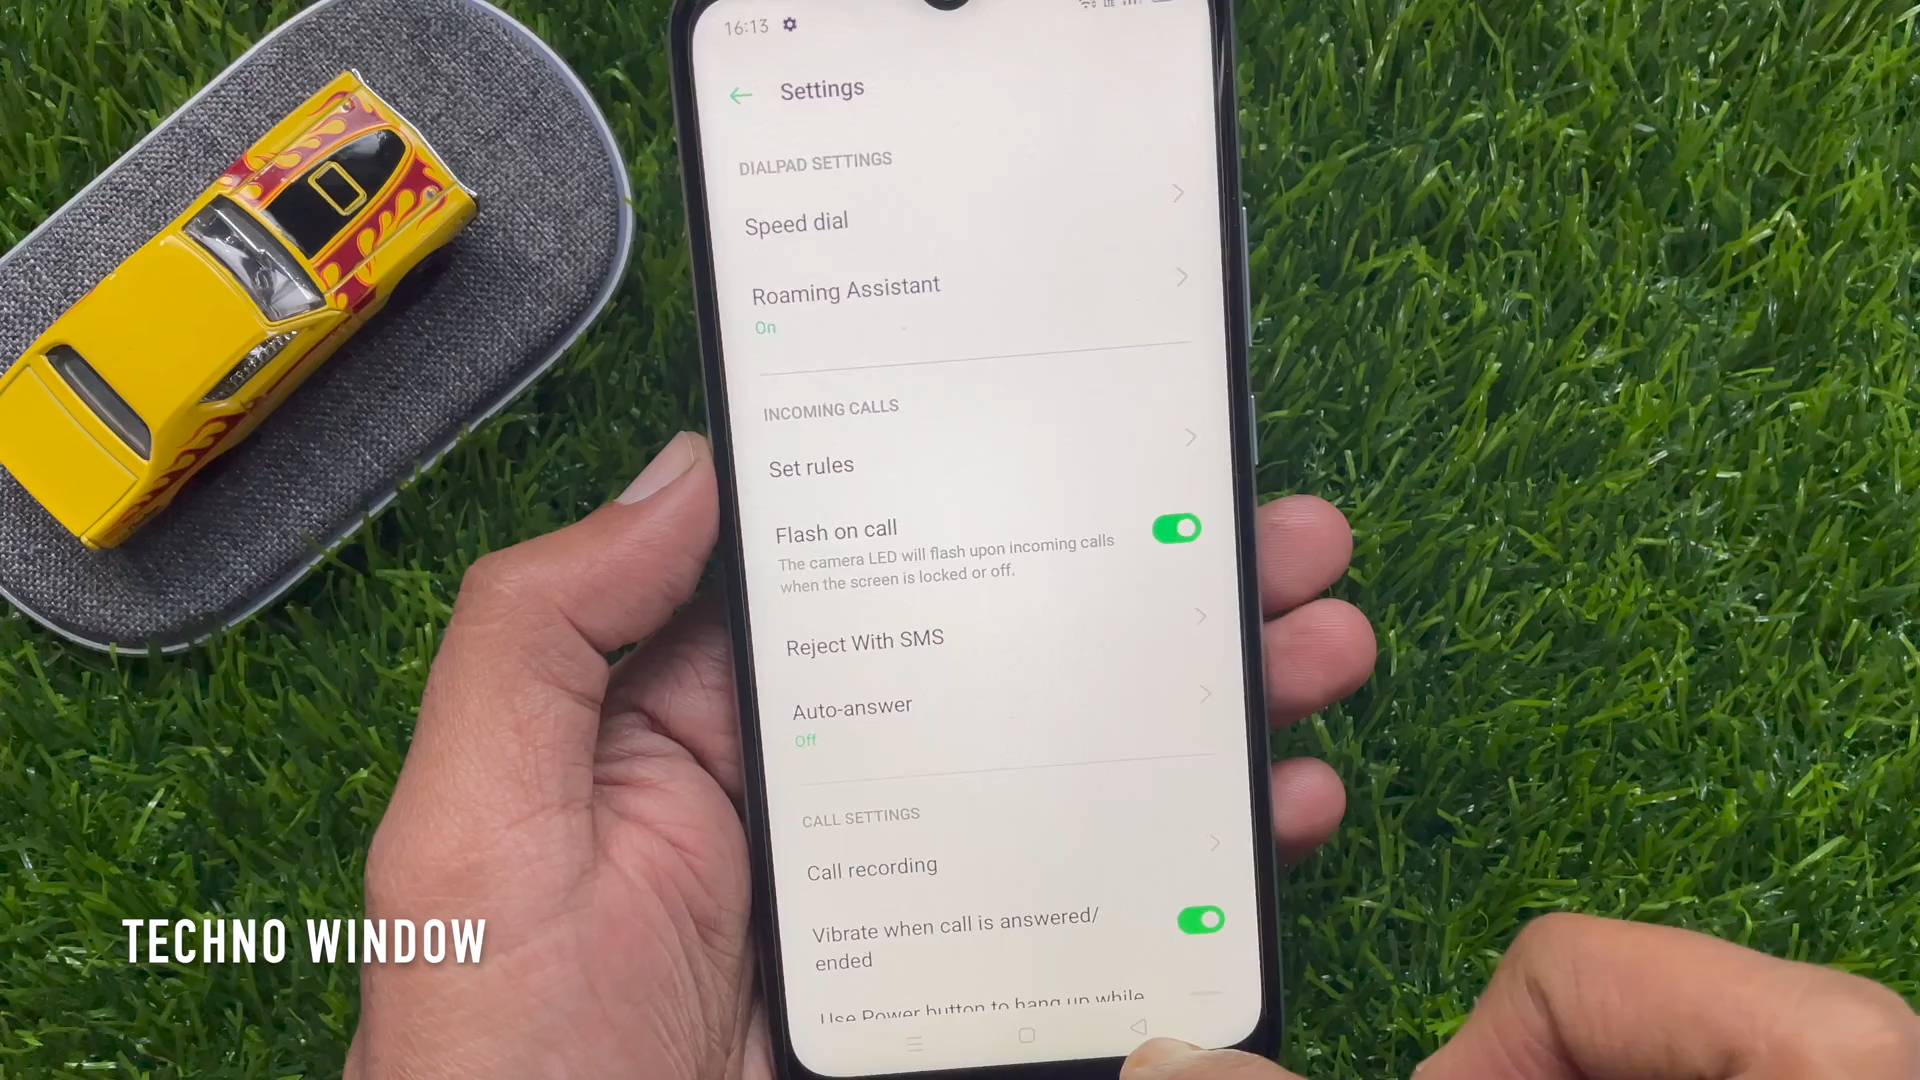 16:13
Settings
DIALPAD SETTINGS
Speed dial
Roaming Assistant
On
INCOMING CALLS
Set rules
Flash on call
The camera LED will flash upon incoming calls
when the screen is locked or off.
Reject With SMS
Auto-answer
Off
CALL SETTINGS
Call recording
Vibrate when call is answered/
ended
Use Power button to hang up while
TECHNO WINDOW